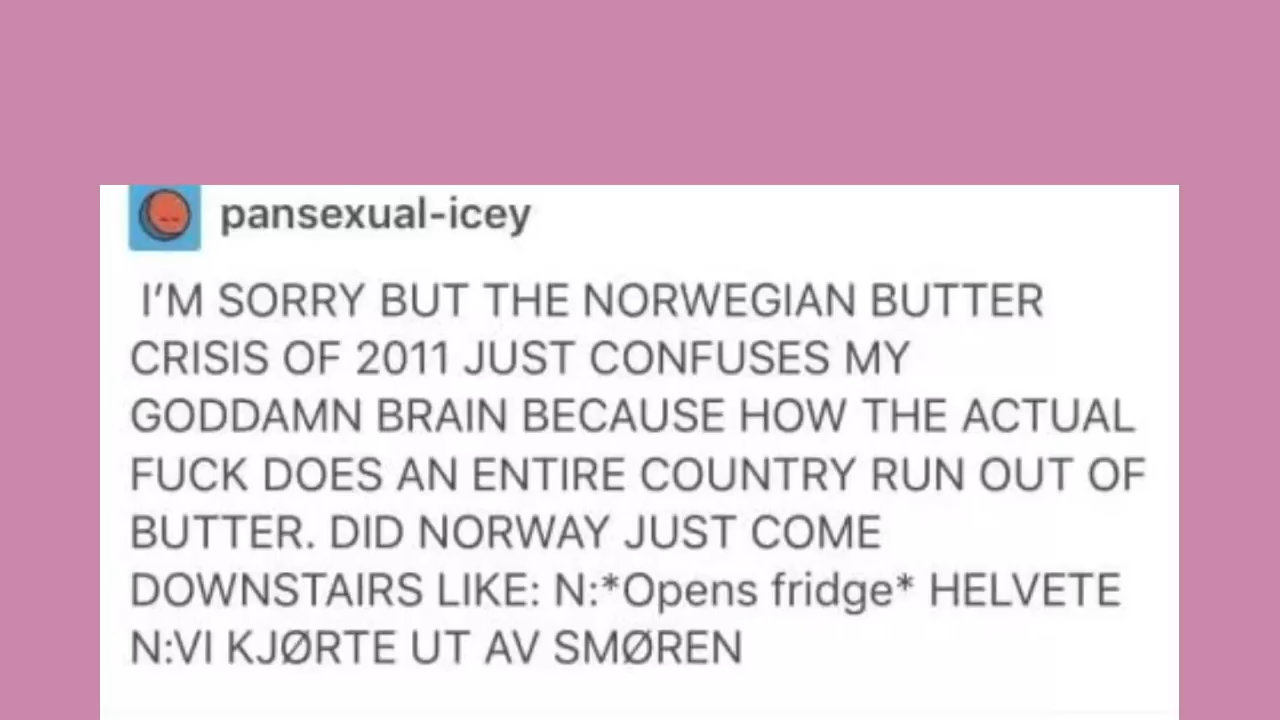 pansexual-icey
I'M SORRY BUT THE NORWEGIAN BUTTER
CRISIS OF 2011 JUST CONFUSES MY
GODDAMN BRAIN BECAUSE HOW THE ACTUAL
FUCK DOES AN ENTIRE COUNTRY RUN OUT OF
BUTTER. DID NORWAY JUST COME
DOWNSTAIRS LIKE: N:*Opens fridge* HELVETE
N:VI KJØRTE UT AV SMØREN